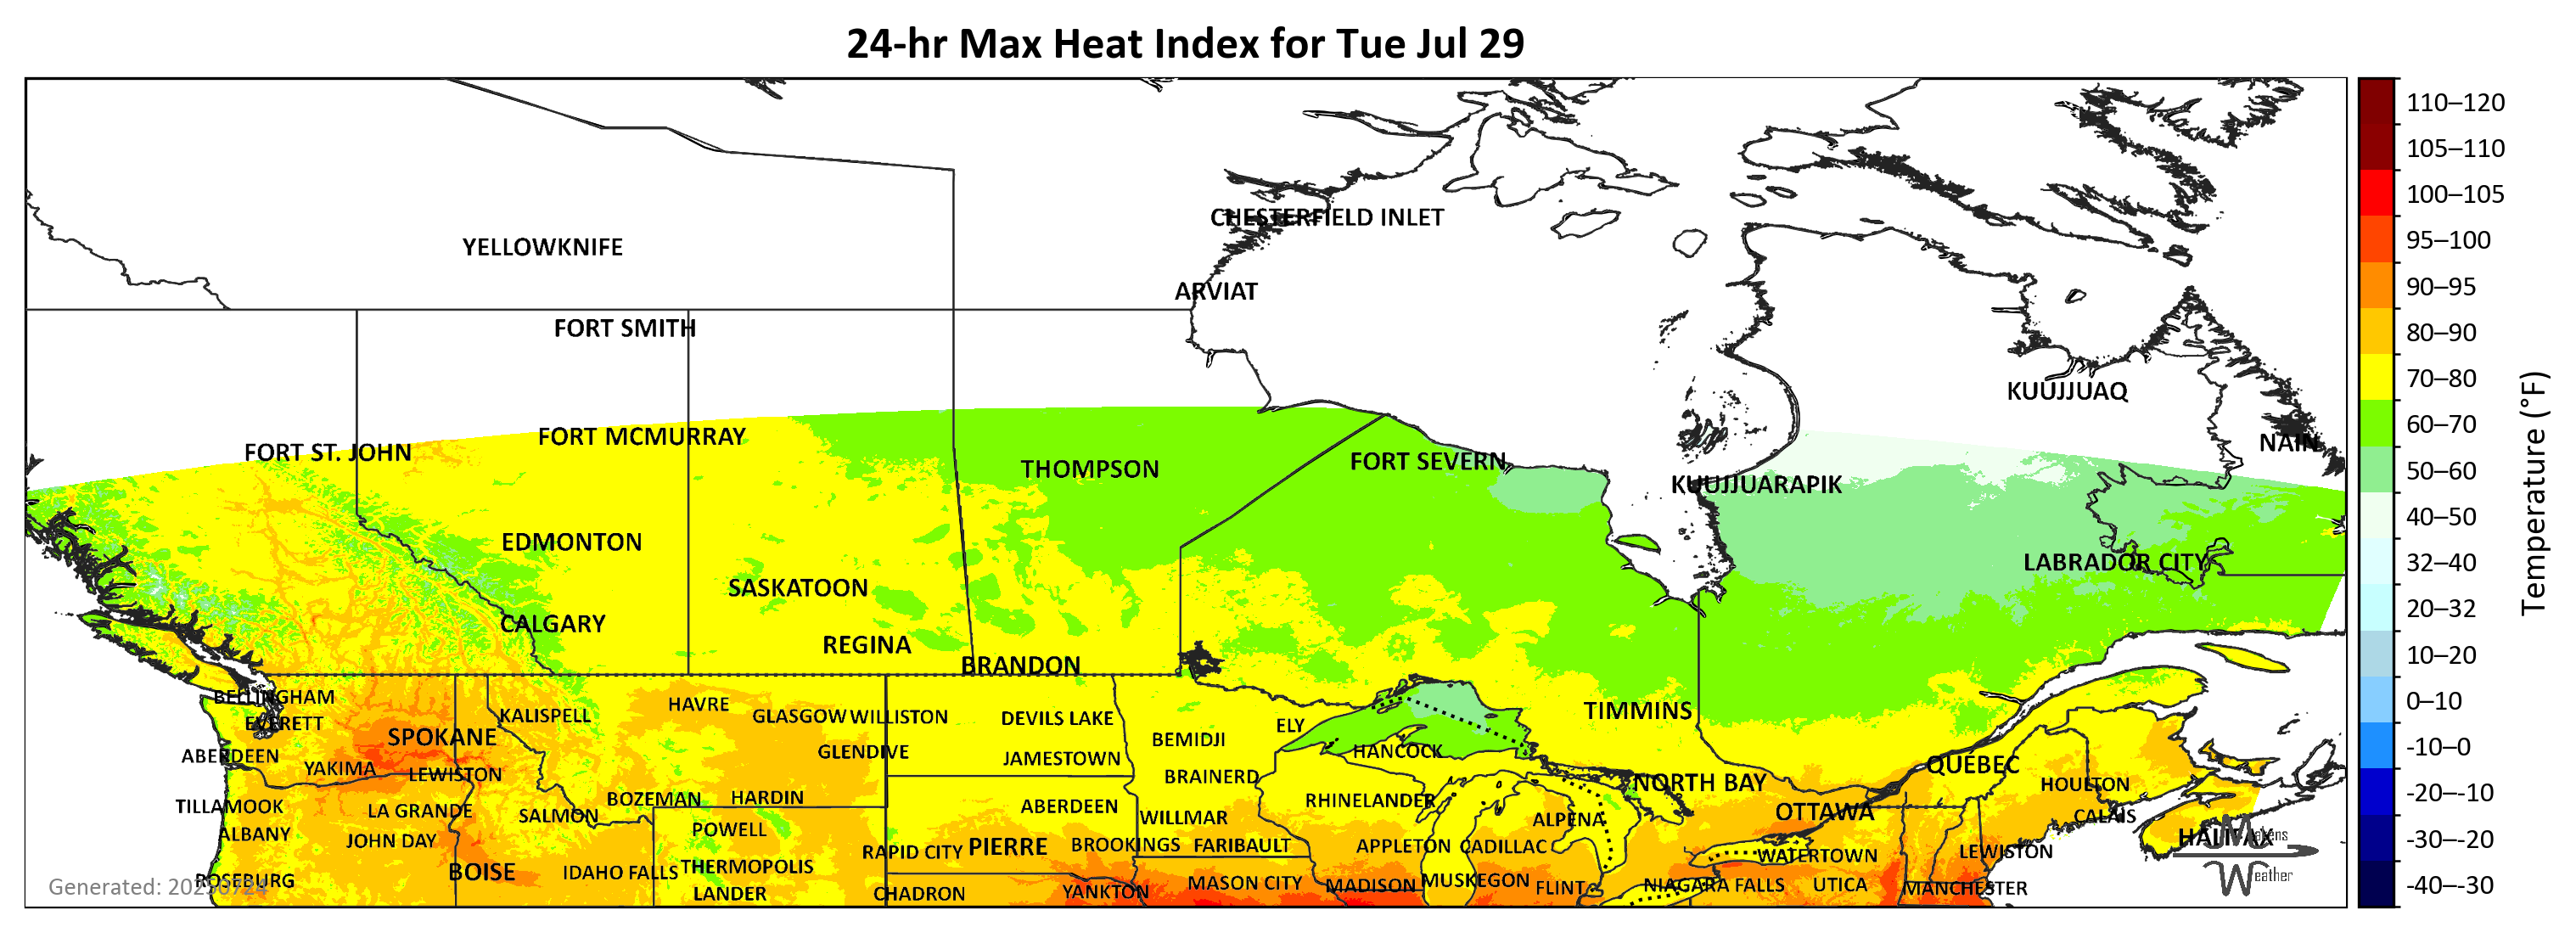 24-hr Max Heat Index for Tue Jul 29
110–120
105–110
100–105
95–100
90–95
80–90
70–80
60–70
50–60
40–50
32–40
20–32
10–20
0–10
-10–0
-20–-10
-30–-20
-40–-30
Temperature (°F)
CHESTERFIELD INLET
YELLOWKNIFE
ARVIAT
FORT SMITH
KUUJJUAQ
FORT MCMURRAY
NAIN
FORT ST. JOHN
FORT SEVERN
THOMPSON
KUUJJUARAPIK
EDMONTON
LABRADOR CITY
SASKATOON
CALGARY
REGINA
BRANDON
BELLINGHAM
HAVRE
TIMMINS
KALISPELL
GLASGOW
WILLISTON
DEVILS LAKE
EVERETT
ELY
SPOKANE
BEMIDJI
HANCOCK
GLENDIVE
ABERDEEN
JAMESTOWN
QUÉBEC
YAKIMA
LEWISTON
BRAINERD
NORTH BAY
HOULTON
BOZEMAN
HARDIN
RHINELANDER
TILLAMOOK
ABERDEEN
LA GRANDE
OTTAWA
SALMON
WILLMAR
CALAIS
ALPENA
POWELL
ALBANY
HALIFAX
JOHN DAY
PIERRE
BROOKINGS
FARIBAULT
APPLETON
CADILLAC
RAPID CITY
LEWISTON
WATERTOWN
Makens
Weather
BOISE
IDAHO FALLS
THERMOPOLIS
ROSEBURG
MUSKEGON
MASON CITY
MADISON
NIAGARA FALLS
UTICA
FLINT
MANCHESTER
YANKTON
LANDER
CHADRON
Generated: 20250724